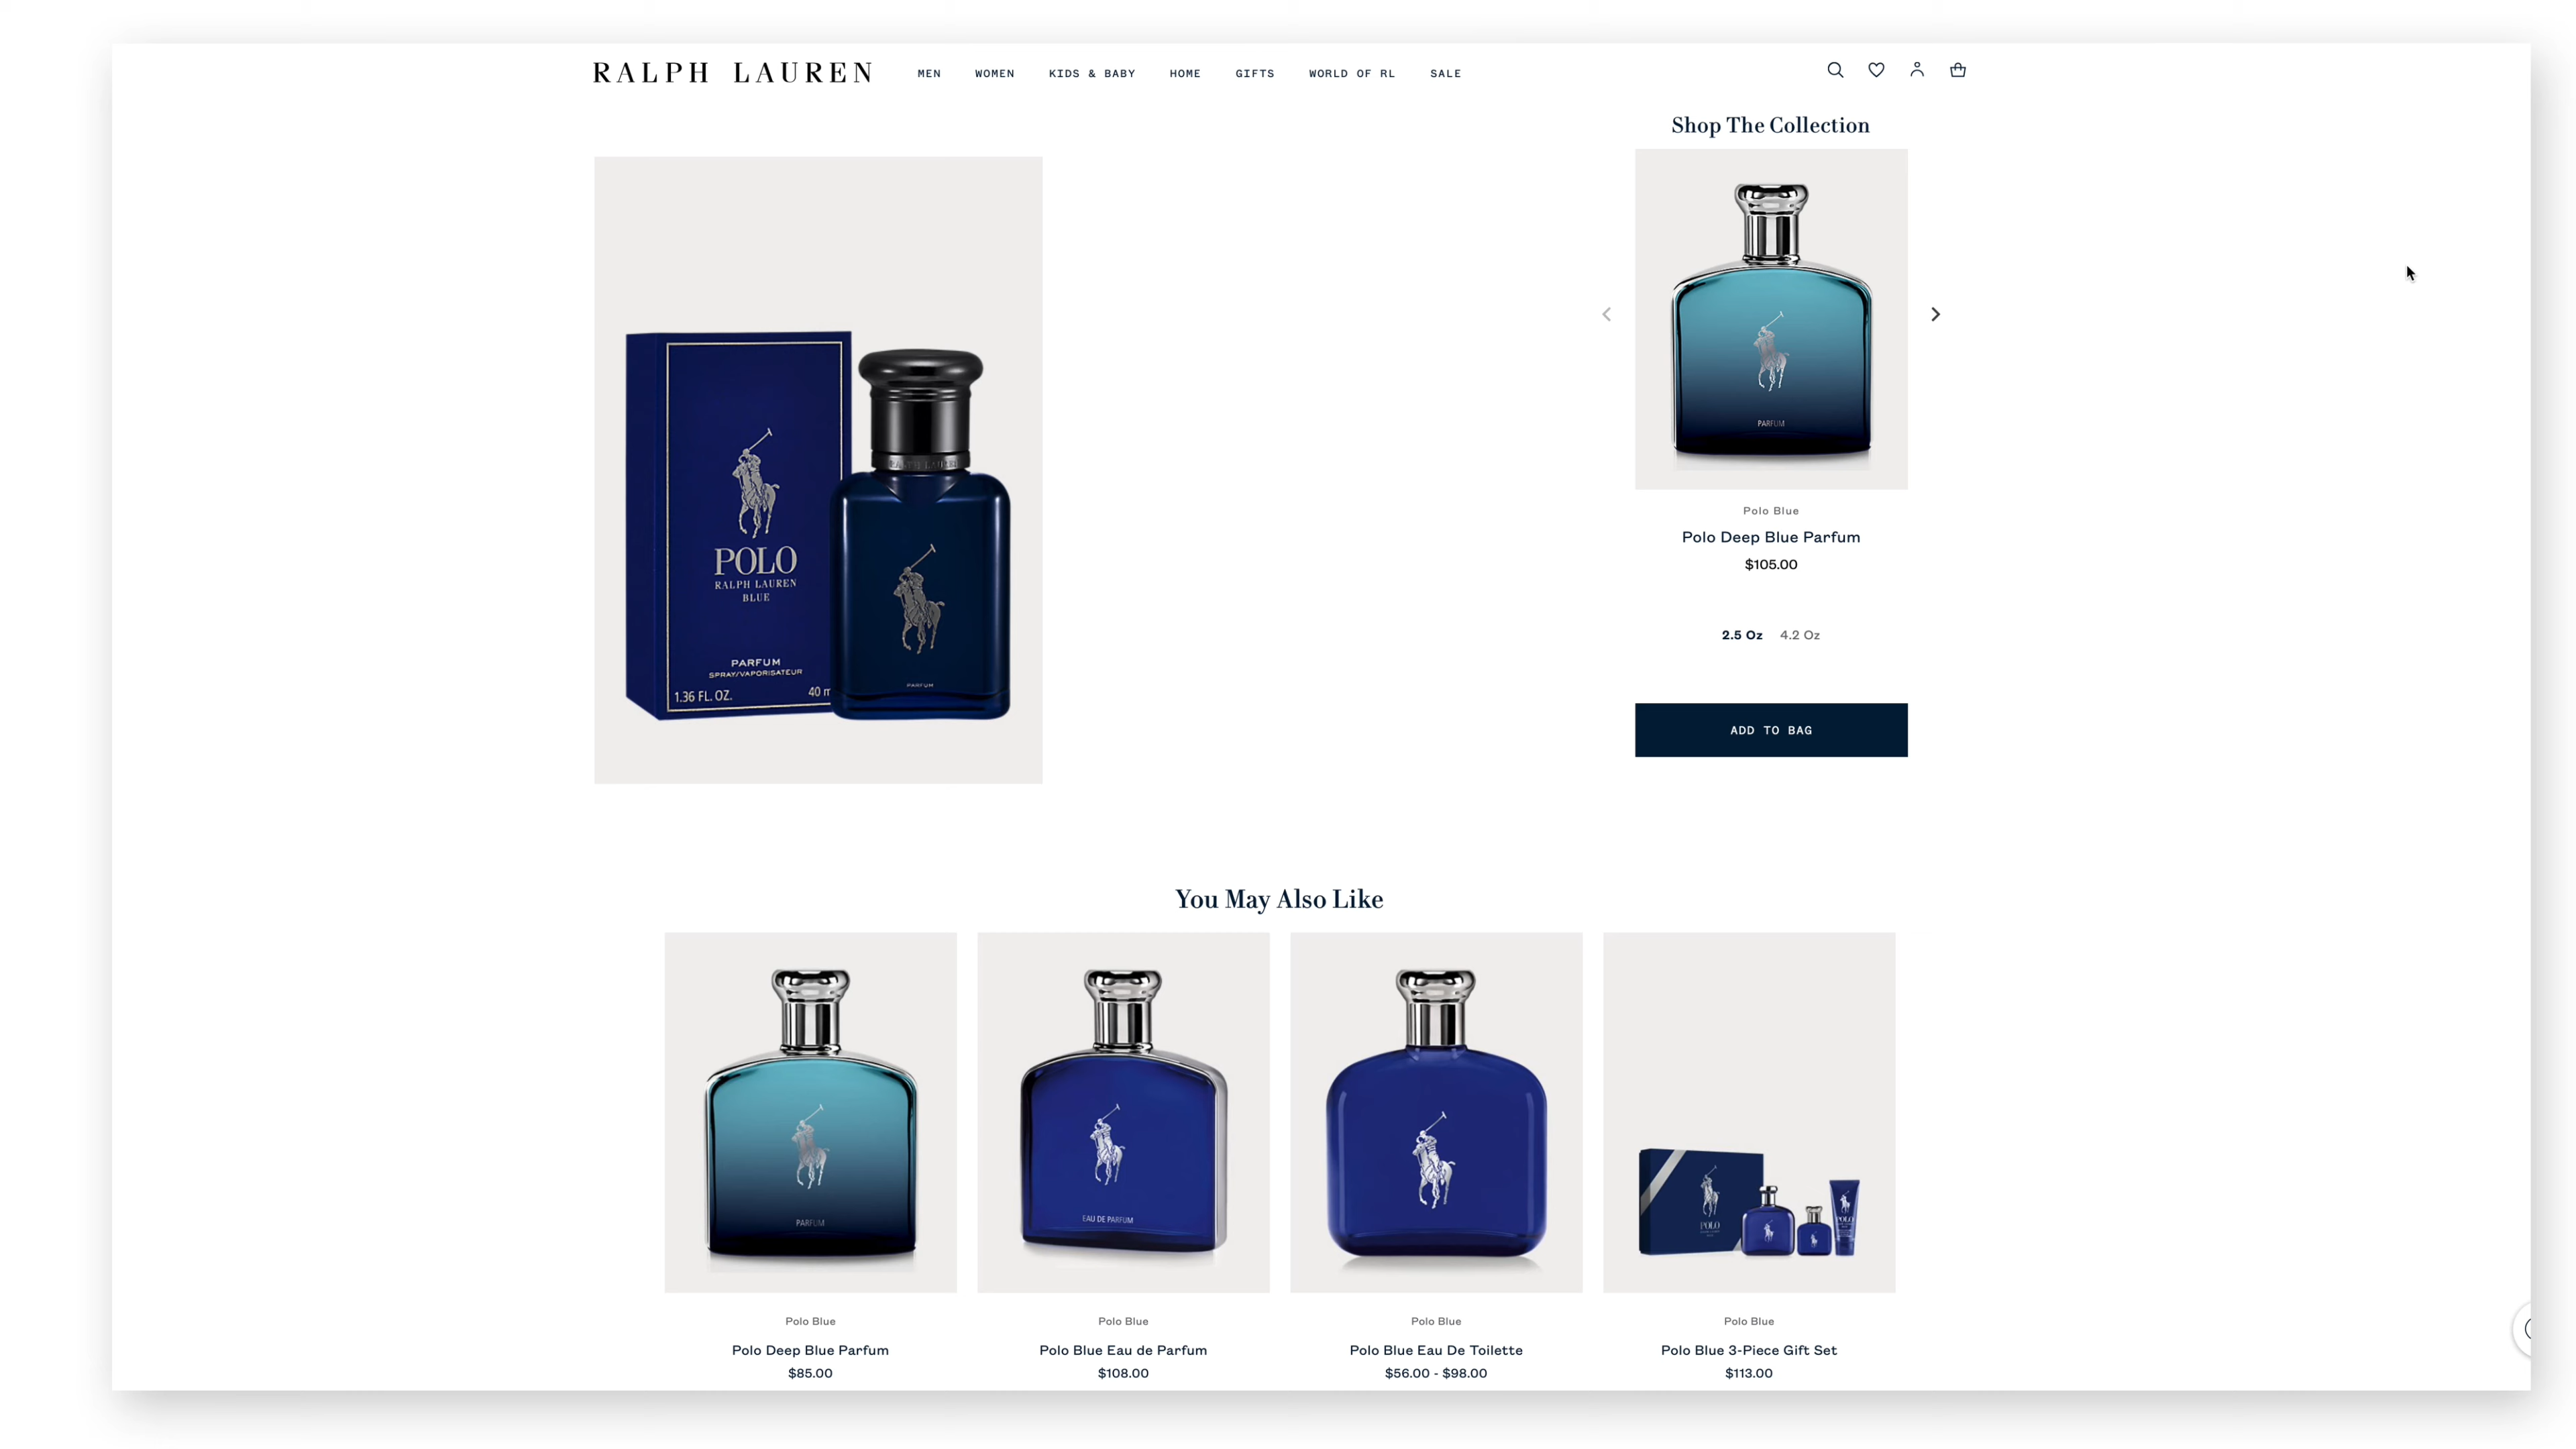 RALPH LAUREN MEN WOMEN KIDS & BABY HOME GIFTS WORLD OF RL SALE
Shop The Collection
POLO
RALPH LAUREN
BLUE
PARFUM
SPRAY/VAPORISATEUR
1.36 FL. OZ. 40 m
RALPH LAUREN
PARFUM
PARFUM
Polo Blue
Polo Deep Blue Parfum
$105.00
2.5 Oz 4.2 Oz
ADD TO BAG
You May Also Like
PARFUM
EAU DE PARFUM
POLO
POLO
Polo Blue
Polo Deep Blue Parfum
$85.00
Polo Blue
Polo Blue Eau de Parfum
$108.00
Polo Blue
Polo Blue Eau De Toilette
$56.00 - $98.00
Polo Blue
Polo Blue 3-Piece Gift Set
$113.00